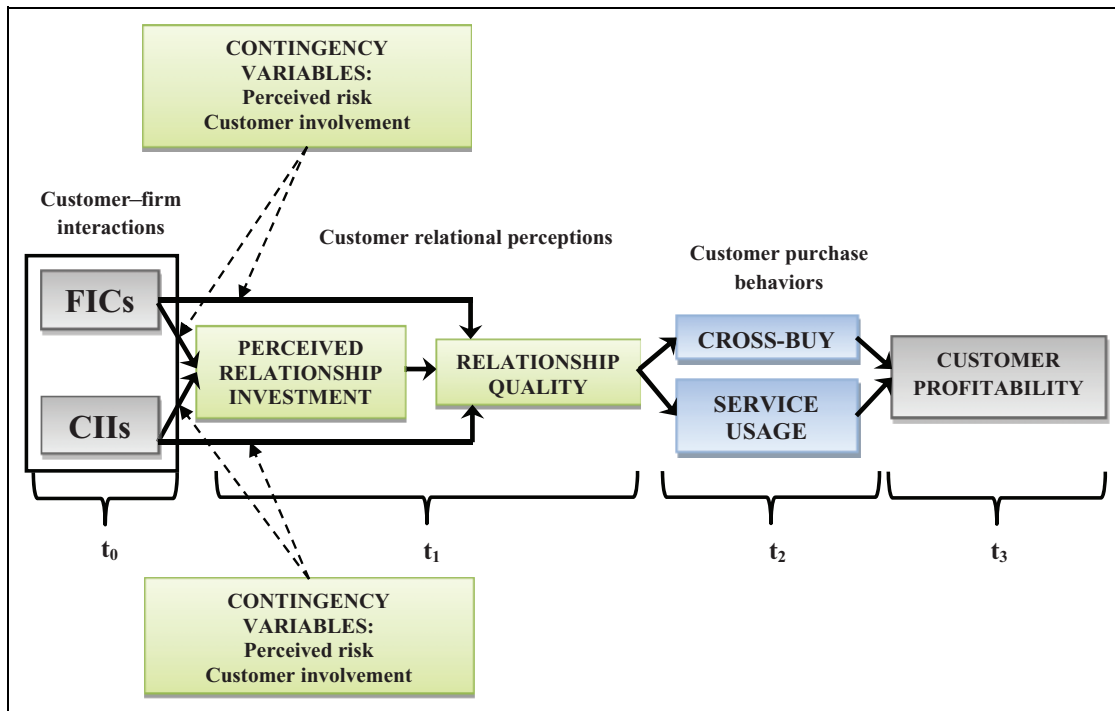 CONTINGENCY
VARIABLES:
Perceived risk
Customer involvement
Customer–firm
interactions
Customer relational perceptions
Customer purchase
behaviors
FICs
CIIs
PERCEIVED
RELATIONSHIP
INVESTMENT
RELATIONSHIP
QUALITY
CROSS-BUY
SERVICE
USAGE
CUSTOMER
PROFITABILITY
t₀
t₁
t₂
t₃
CONTINGENCY
VARIABLES:
Perceived risk
Customer involvement